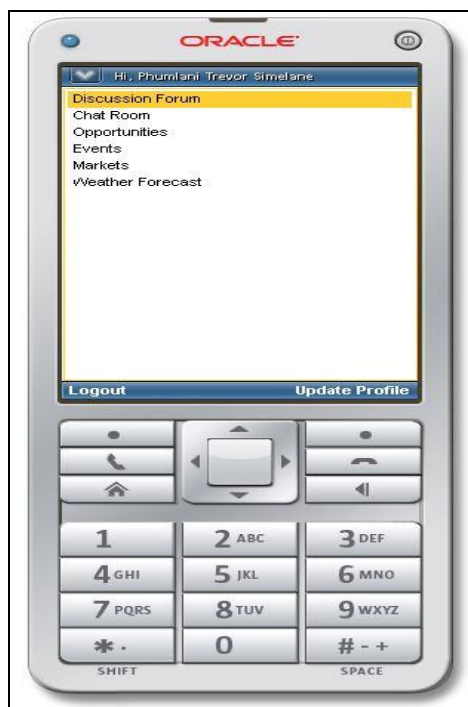 ORACLE
Hi, Phumlani Trevor Simelane
Discussion Forum
Chat Room
Opportunities
Events
Markets
Weather Forecast
Logout Update Profile
1 2 ABC 3 DEF
4 GHI 5 JKL 6 MNO
7 PQRS 8 TUV 9 WXYZ
* . 0 # - +
SHIFT SPACE